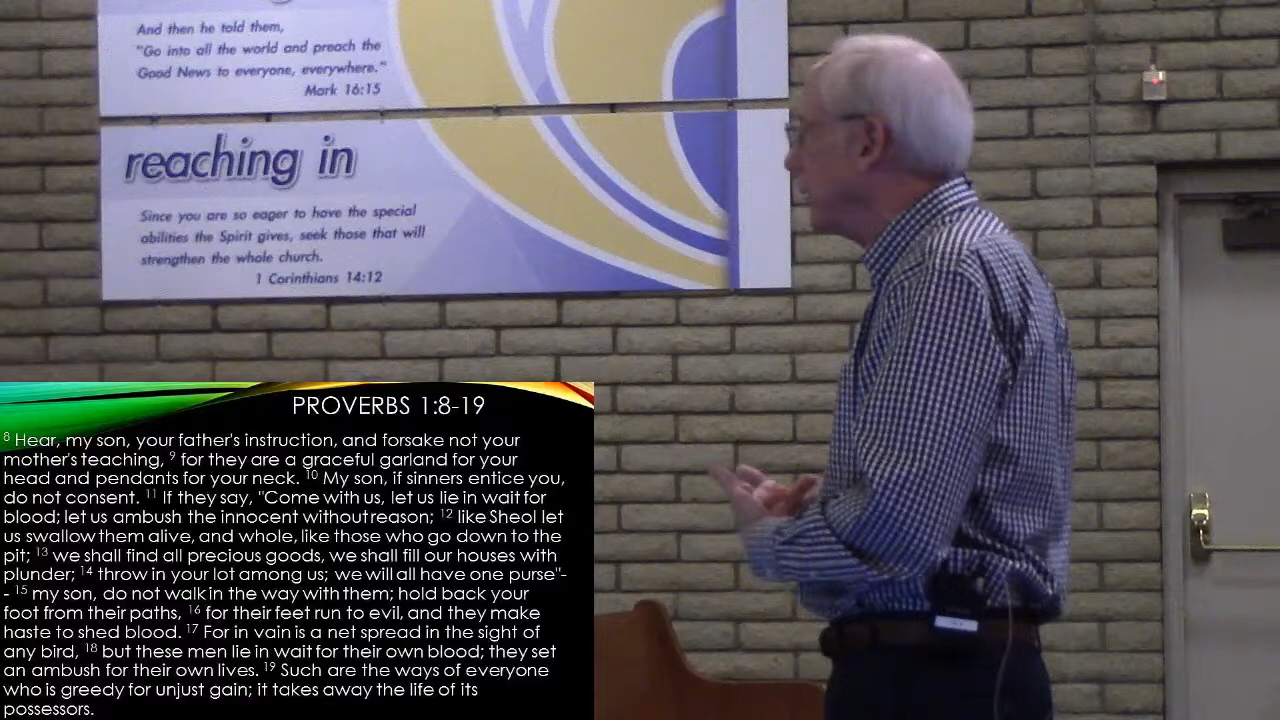 And then he told them,
"Go into all the world and preach the
Good News to everyone, everywhere."
Mark 16:15
reaching in
Since you are so eager to have the special
abilities the Spirit gives, seek those that will
strengthen the whole church.
1 Corinthians 14:12
PROVERBS 1:8-19
8 Hear, my son, your father's instruction, and forsake not your
mother's teaching, 9 for they are a graceful garland for your
head and pendants for your neck. 10 My son, if sinners entice you,
do not consent. 11 If they say, "Come with us, let us lie in wait for
blood; let us ambush the innocent without reason; 12 like Sheol let
us swallow them alive, and whole, like those who go down to the
pit; 13 we shall find all precious goods, we shall fill our houses with
plunder; 14 throw in your lot among us; we will all have one purse"-
- 15 my son, do not walk in the way with them; hold back your
foot from their paths, 16 for their feet run to evil, and they make
haste to shed blood. 17 For in vain is a net spread in the sight of
any bird, 18 but these men lie in wait for their own blood; they set
an ambush for their own lives. 19 Such are the ways of everyone
who is greedy for unjust gain; it takes away the life of its
possessors.